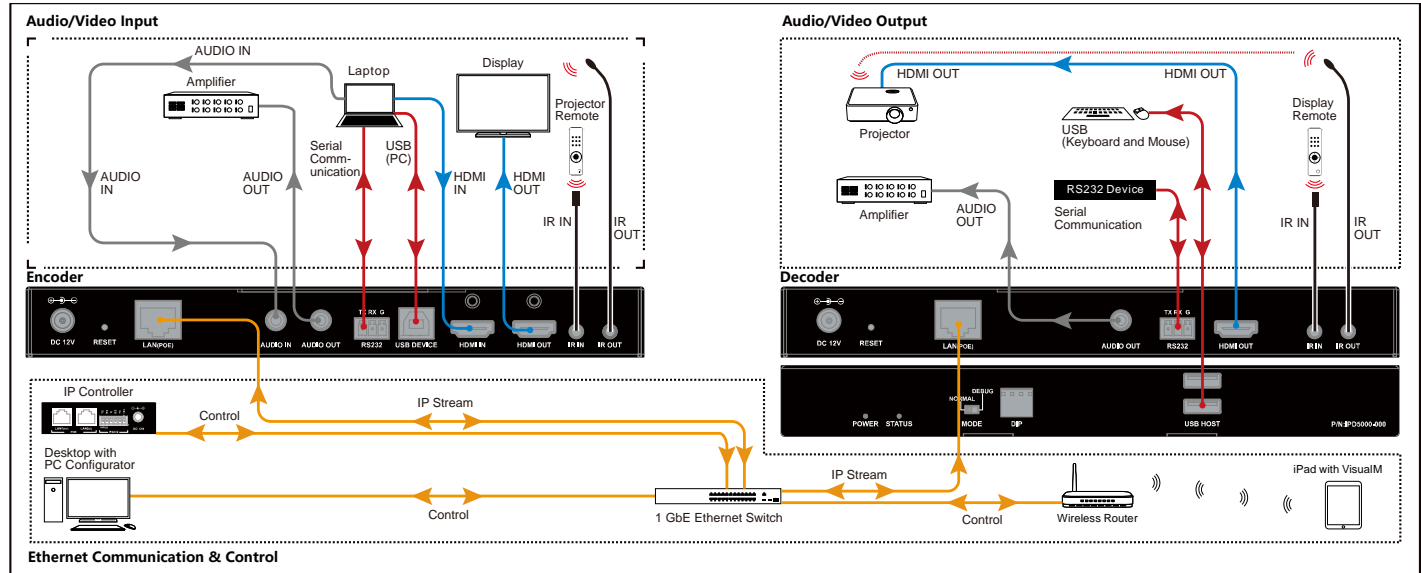 Audio/Video Input
AUDIO IN
Amplifier
Laptop
Display
Projector
Remote
Serial
Comm-
unication
USB
(PC)
AUDIO
IN
AUDIO
OUT
HDMI
IN
HDMI
OUT
IR IN
IR
OUT
Audio/Video Output
HDMI OUT
HDMI OUT
Projector
USB
(Keyboard and Mouse)
Display
Remote
Amplifier
AUDIO
OUT
RS232 Device
Serial
Communication
IR IN
IR
OUT
Encoder
DC 12V
RESET
LAN(POE)
AUDIO IN
AUDIO OUT
TX RX G
RS232
USB DEVICE
HDMI IN
HDMI OUT
IR IN
IR OUT
Decoder
DC 12V
RESET
LAN(POE)
AUDIO OUT
TX RX G
RS232
HDMI OUT
IR IN
IR OUT
POWER
STATUS
NORMAL
DEBUG
MODE
DIP
USB HOST
P/N:IPD5000-000
IP Controller
Control
IP Stream
Desktop with
PC Configurator
Control
1 GbE Ethernet Switch
IP Stream
Control
Wireless Router
iPad with VisualM
Ethernet Communication & Control